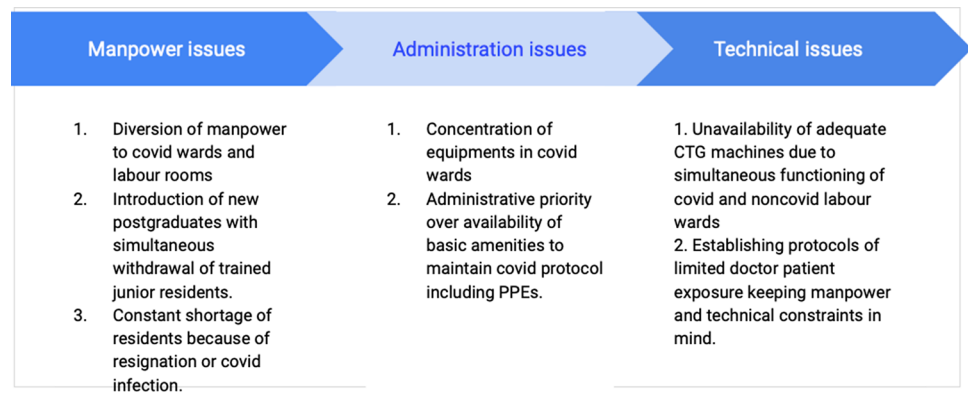 Manpower issues
Administration issues
Technical issues
1. Diversion of manpower
to covid wards and
labour rooms
2. Introduction of new
postgraduates with
simultaneous
withdrawal of trained
junior residents.
3. Constant shortage of
residents because of
resignation or covid
infection.
1. Concentration of
equipments in covid
wards
2. Administrative priority
over availability of
basic amenities to
maintain covid protocol
including PPEs.
1. Unavailability of adequate
CTG machines due to
simultaneous functioning of
covid and noncovid labour
wards
2. Establishing protocols of
limited doctor patient
exposure keeping manpower
and technical constraints in
mind.